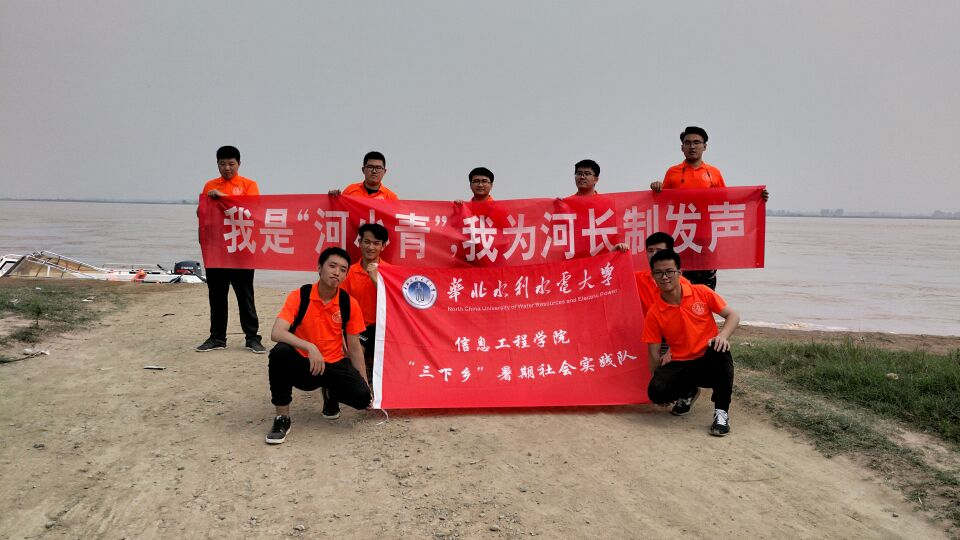 我是“河小青”,我为河长制发声
華北水利水電大学
North China University of Water Resources and Electric Power
信息工程学院
“三下乡”暑期社会实践队